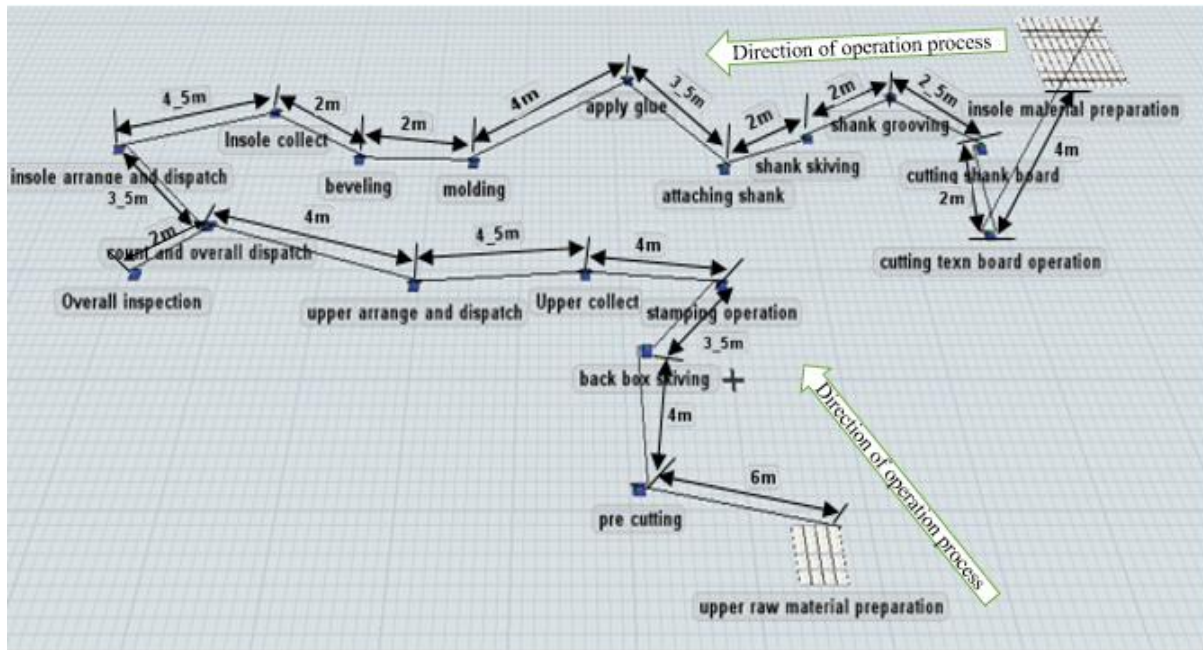 Direction of operation process
4_5m
2m
2m
4m
3_5m
2m
2m
2_5m
4m
2m
Insole collect
apply glue
shank grooving
insole material preparation
insole arrange and dispatch
beveling
molding
attaching shank
shank skiving
cutting shank board
cutting texn board operation
3_5m
2m
4m
4_5m
4m
count and overall dispatch
Overall inspection
upper arrange and dispatch
Upper collect
stamping operation
3_5m
back box skiving
4m
6m
pre cutting
upper raw material preparation
Direction of operation process